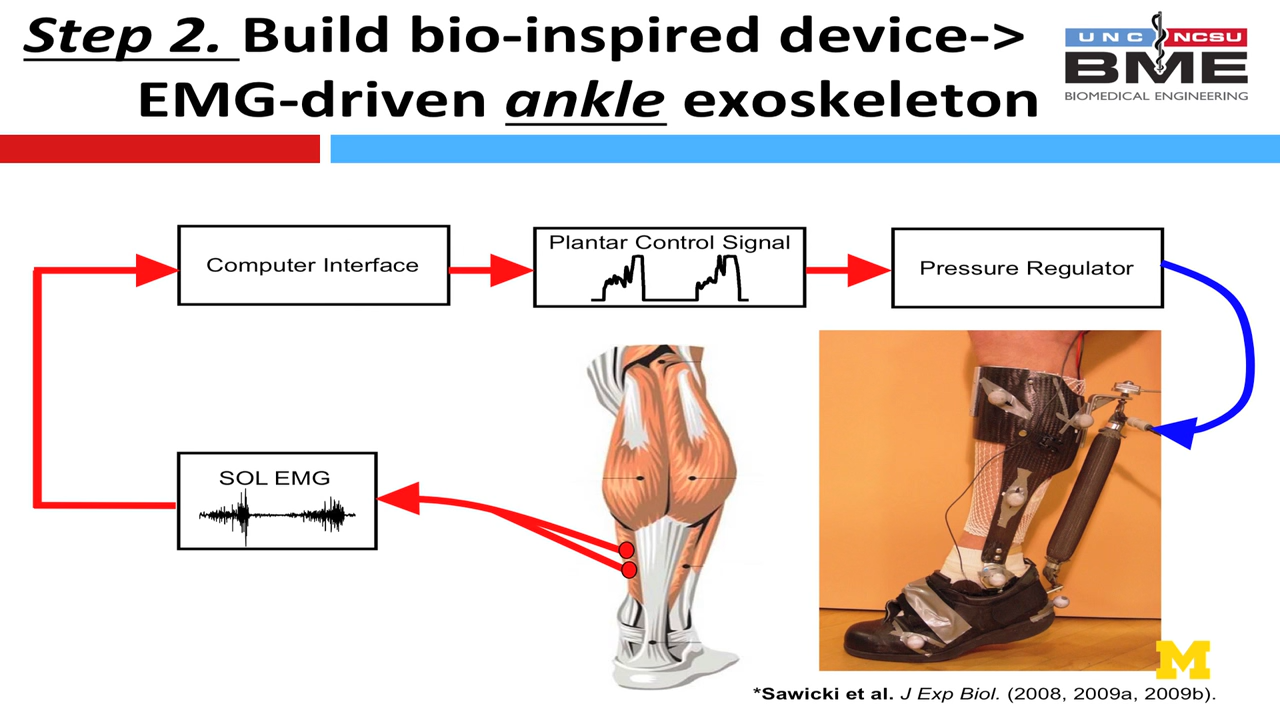 Step 2. Build bio-inspired device->
EMG-driven ankle exoskeleton
UNC NCSU
BME
BIOMEDICAL ENGINEERING
Computer Interface
Plantar Control Signal
Pressure Regulator
SOL EMG
M
*Sawicki et al. J Exp Biol. (2008, 2009a, 2009b).